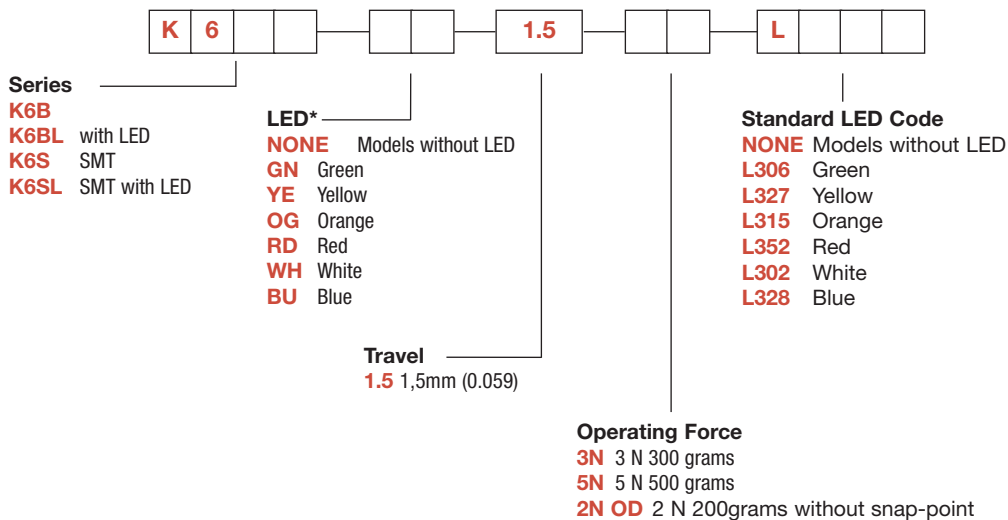 K 6 1.5 L
Series
K6B
K6BL with LED
K6S SMT
K6SL SMT with LED
LED*
NONE Models without LED
GN Green
YE Yellow
OG Orange
RD Red
WH White
BU Blue
Standard LED Code
NONE Models without LED
L306 Green
L327 Yellow
L315 Orange
L352 Red
L302 White
L328 Blue
Travel
1.5 1,5mm (0.059)
Operating Force
3N 3 N 300 grams
5N 5 N 500 grams
2N OD 2 N 200grams without snap-point